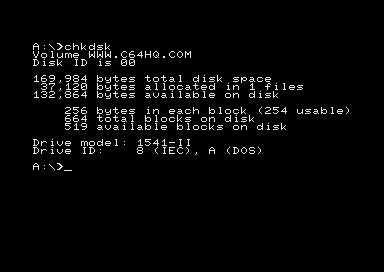 A:\>chkdsk
Volume WWW.C64HQ.COM
Disk ID is 00
169,984 bytes total disk space
37,120 bytes allocated in 1 files
132,864 bytes available on disk
256 bytes in each block (254 usable)
664 total blocks on disk
519 available blocks on disk
Drive model: 1541-II
Drive ID: 8 (IEC), A (DOS)
A:\>_